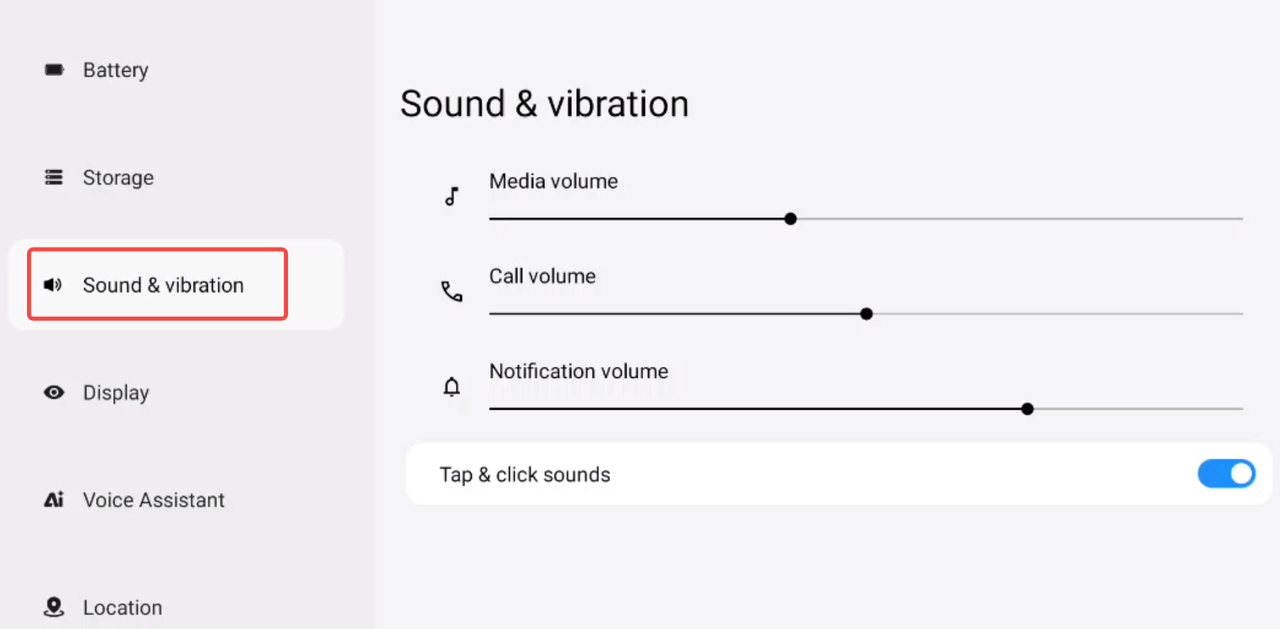 Battery
Storage
Sound & vibration
Display
Ai Voice Assistant
Location
Sound & vibration
Media volume
Call volume
Notification volume
Tap & click sounds